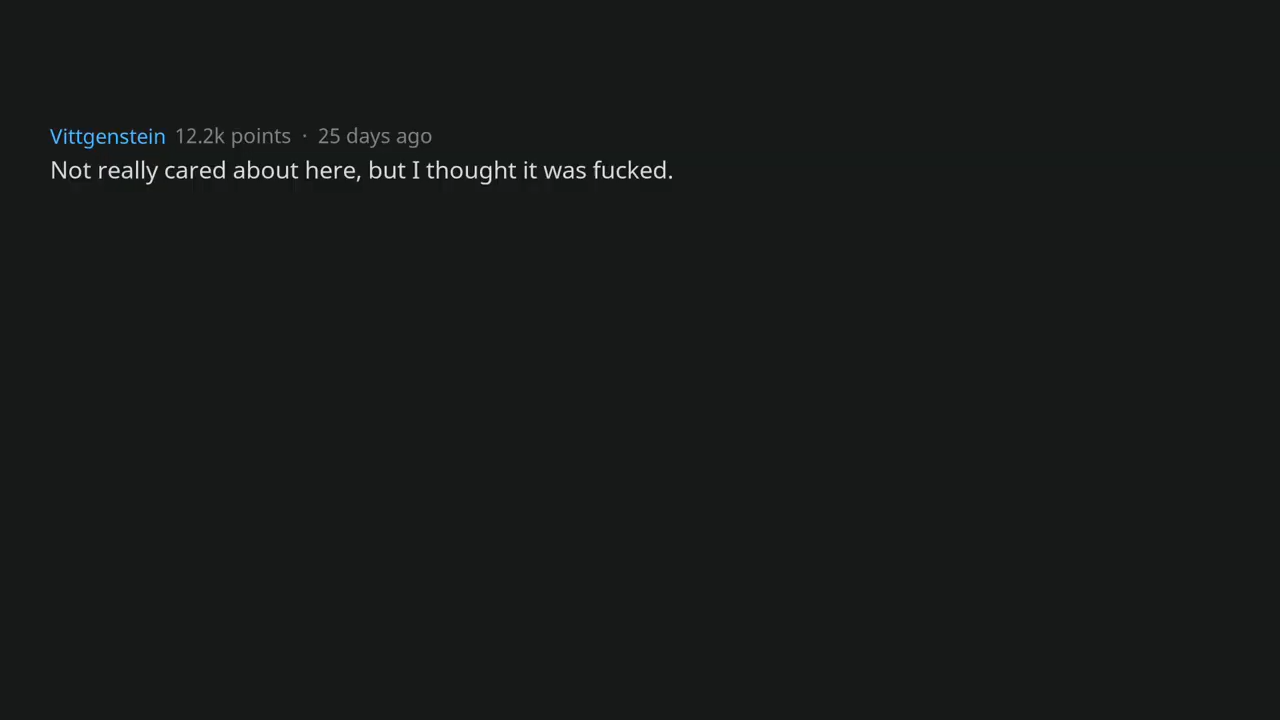 Vittgenstein 12.2k points · 25 days ago
Not really cared about here, but I thought it was fucked.